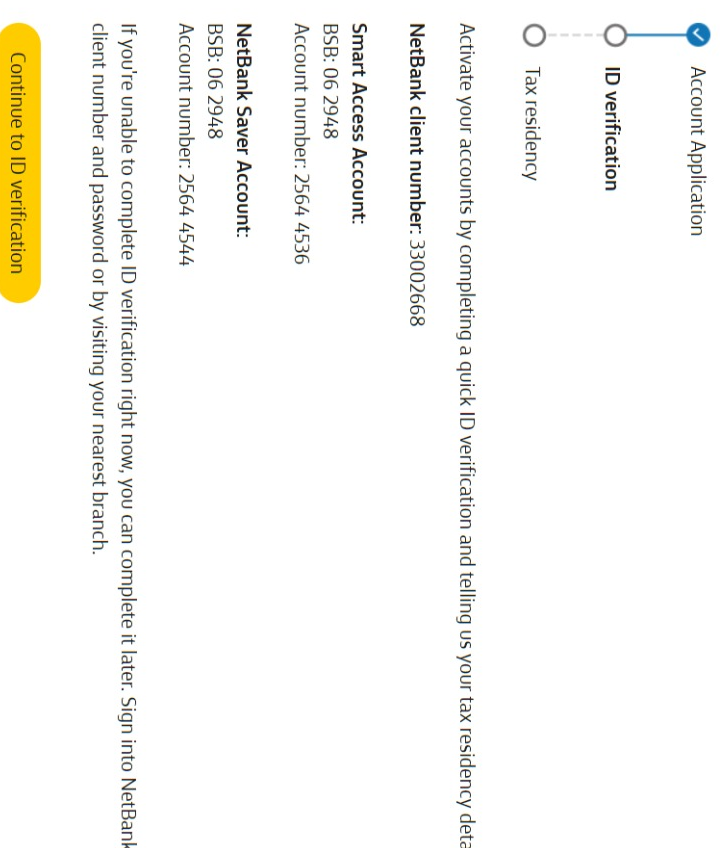 Account Application
ID verification
Tax residency
Activate your accounts by completing a quick ID verification and telling us your tax residency deta
NetBank client number: 33002668
Smart Access Account:
BSB: 06 2948
Account number: 2564 4536
NetBank Saver Account:
BSB: 06 2948
Account number: 2564 4544
If you're unable to complete ID verification right now, you can complete it later. Sign into NetBank
client number and password or by visiting your nearest branch.
Continue to ID verification